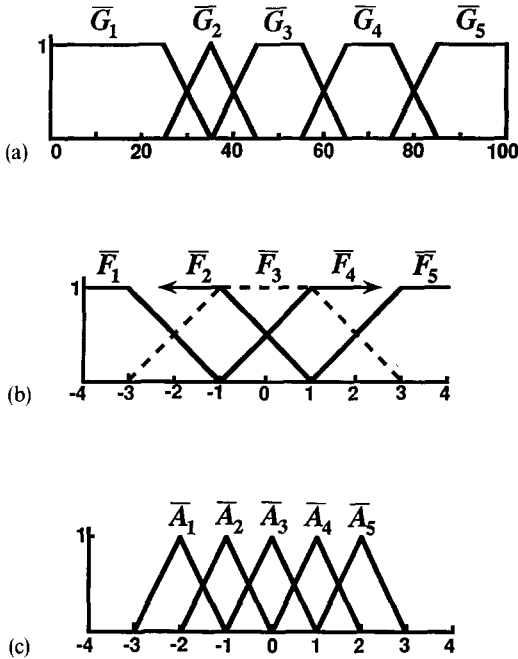 G̅₁ G̅₂ G̅₃ G̅₄ G̅₅
1
(a)
0 20 40 60 80 100
F̅₁ F̅₂ F̅₃ F̅₄ F̅₅
1
(b)
-4 -3 -2 -1 0 1 2 3 4
A̅₁ A̅₂ A̅₃ A̅₄ A̅₅
1
(c)
-4 -3 -2 -1 0 1 2 3 4